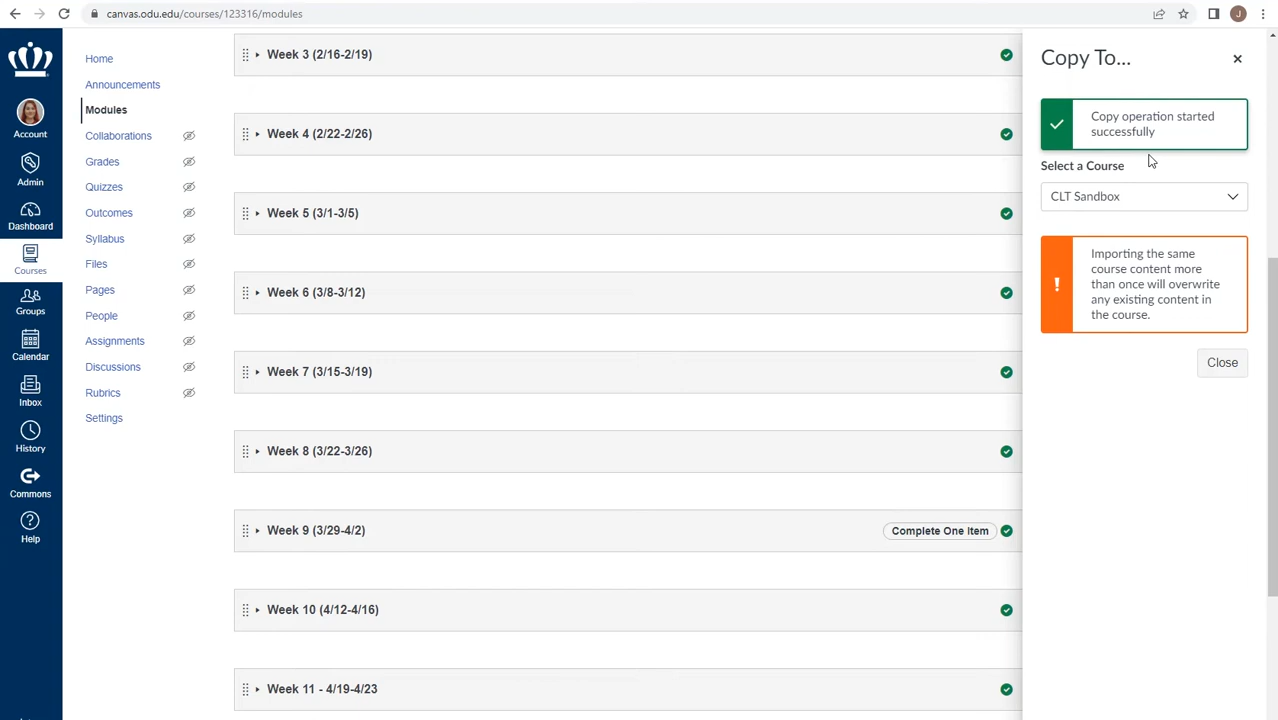 canvas.odu.edu/courses/123316/modules
J
Account
Admin
Dashboard
Courses
Groups
Calendar
Inbox
History
Commons
Help
Home
Announcements
Modules
Collaborations
Grades
Quizzes
Outcomes
Syllabus
Files
Pages
People
Assignments
Discussions
Rubrics
Settings
Week 3 (2/16-2/19)
Week 4 (2/22-2/26)
Week 5 (3/1-3/5)
Week 6 (3/8-3/12)
Week 7 (3/15-3/19)
Week 8 (3/22-3/26)
Week 9 (3/29-4/2)
Complete One Item
Week 10 (4/12-4/16)
Week 11 - 4/19-4/23
Copy To...
Copy operation started
successfully
Select a Course
CLT Sandbox
Importing the same
course content more
than once will overwrite
any existing content in
the course.
Close